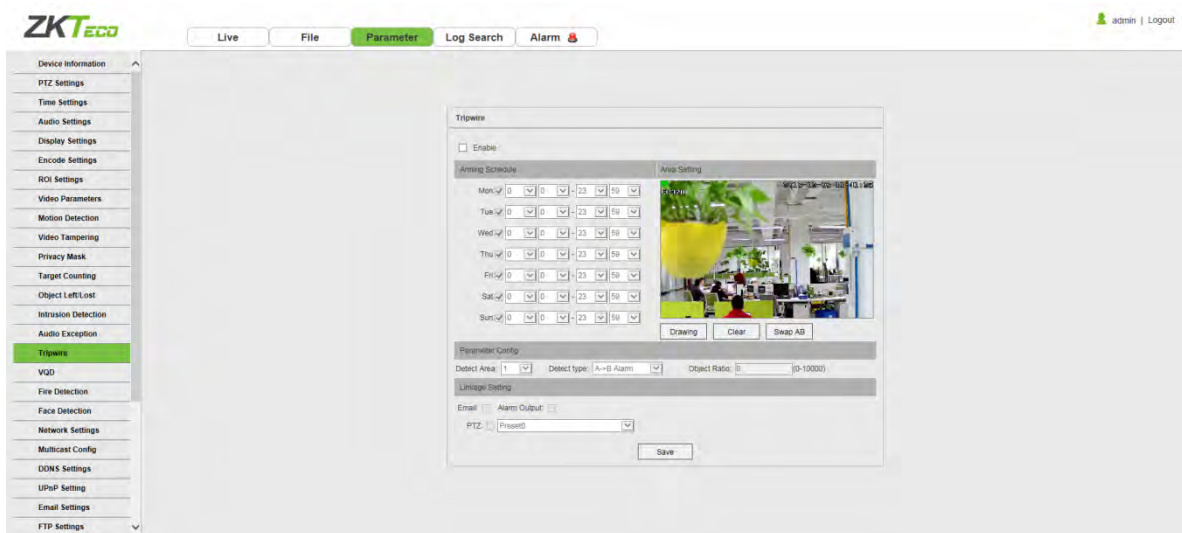 ZKTECO
admin | Logout
Live File Parameter Log Search Alarm
Device Information
PTZ Settings
Time Settings
Audio Settings
Display Settings
Encode Settings
ROI Settings
Video Parameters
Motion Detection
Video Tampering
Privacy Mask
Target Counting
Object Left/Lost
Intrusion Detection
Audio Exception
Tripwire
VQD
Fire Detection
Face Detection
Network Settings
Multicast Config
DDNS Settings
UPnP Setting
Email Settings
FTP Settings
Tripwire
Enable
Arming Schedule Area Setting
Mon 0 0 - 23 59
Tue 0 0 - 23 59
Wed 0 0 - 23 59
Thu 0 0 - 23 59
Fri 0 0 - 23 59
Sat 0 0 - 23 59
Sun 0 0 - 23 59
Drawing Clear Swap AB
Parameter Config
Detect Area: 1 Detect type: A->B Alarm Object Ratio: 0 (0-10000)
Linkage Setting
Email: Alarm Output:
PTZ: Preset0
Save